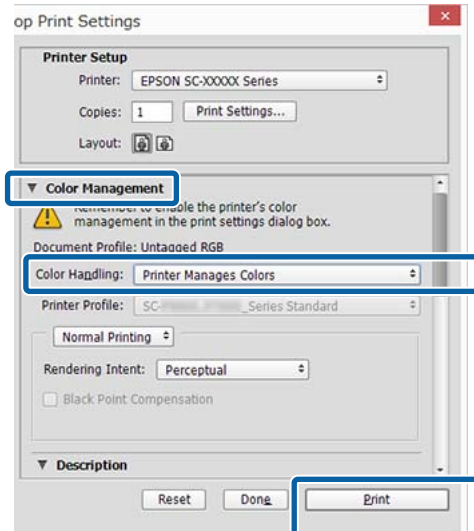 op Print Settings
Printer Setup
Printer: EPSON SC-XXXXX Series
Copies: 1 Print Settings...
Layout:
▼ Color Management
Remember to enable the printer's color
management in the print settings dialog box.
Document Profile: Untagged RGB
Color Handling: Printer Manages Colors
Printer Profile: SC- _Series Standard
Normal Printing
Rendering Intent: Perceptual
Black Point Compensation
▼ Description
Reset Done Print